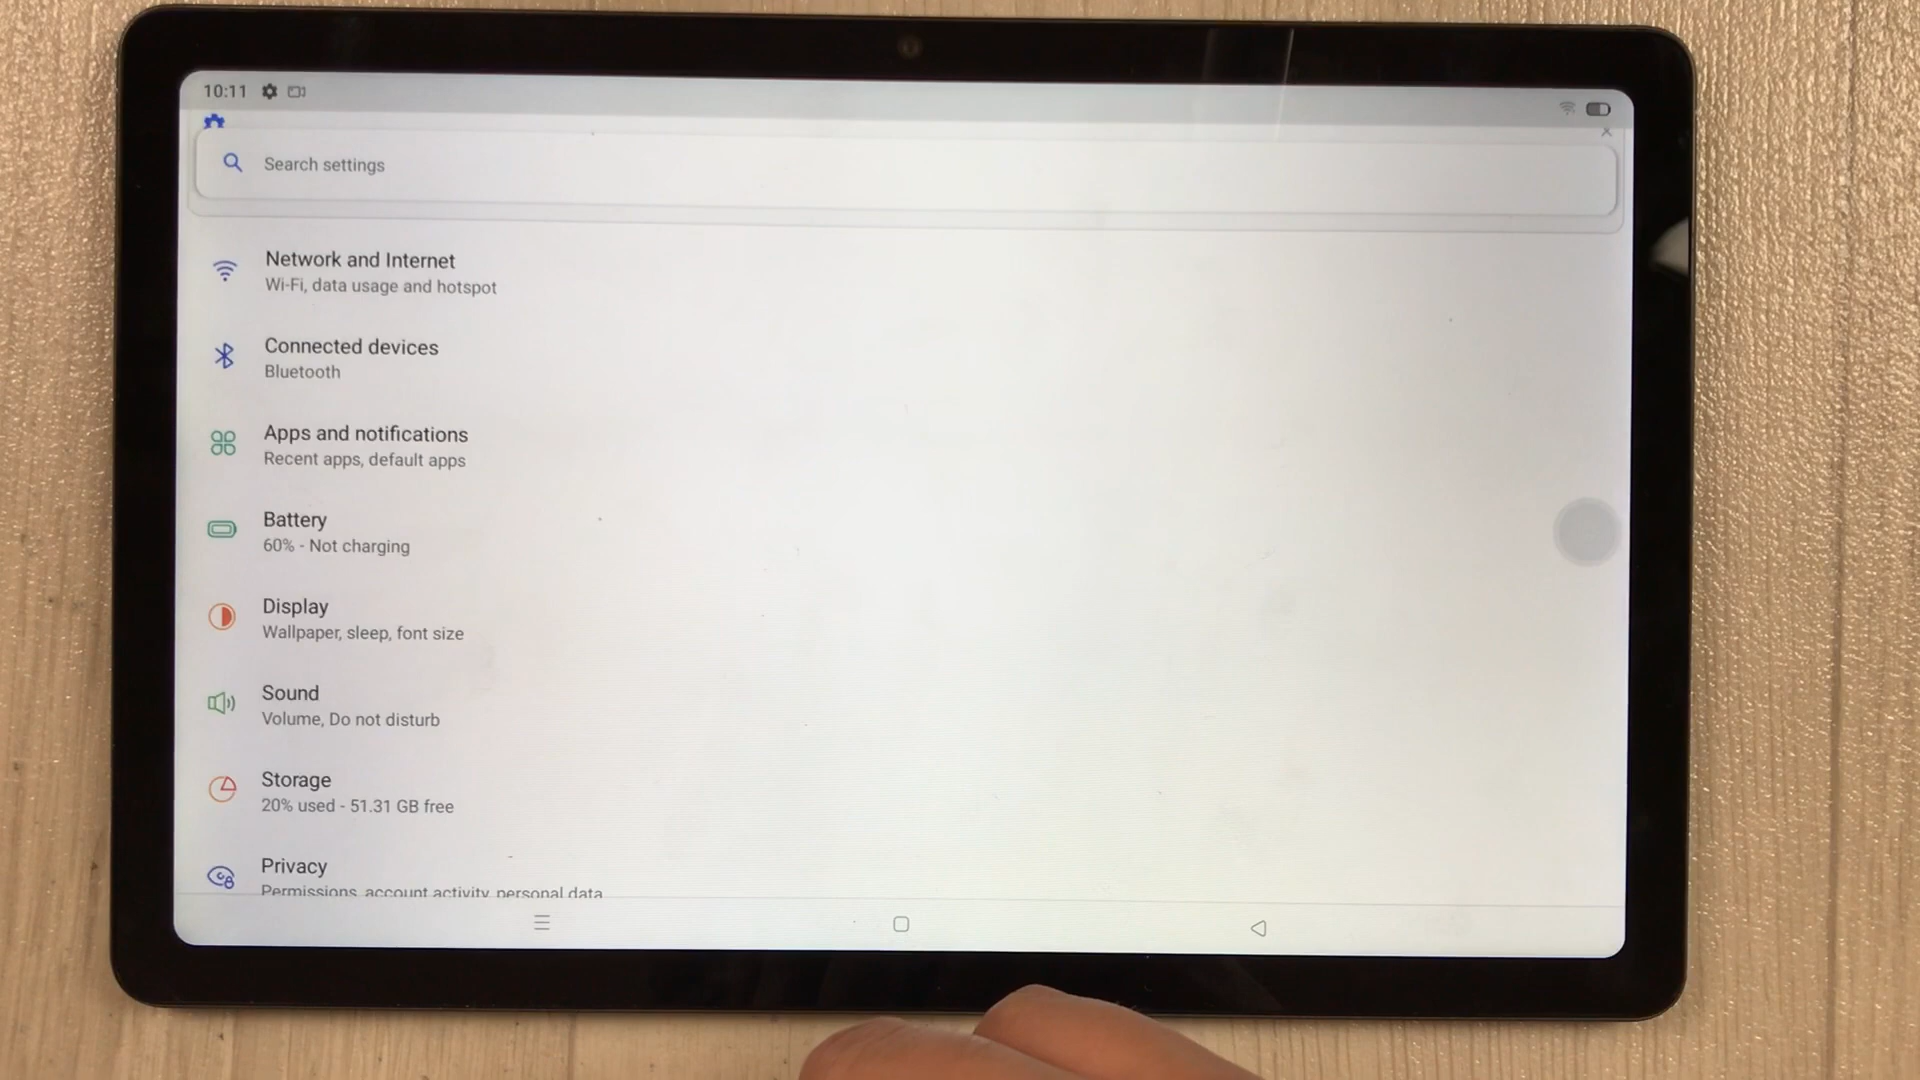 10:11
Search settings
Network and Internet
Wi-Fi, data usage and hotspot
Connected devices
Bluetooth
Apps and notifications
Recent apps, default apps
Battery
60% - Not charging
Display
Wallpaper, sleep, font size
Sound
Volume, Do not disturb
Storage
20% used - 51.31 GB free
Privacy
Permissions, account activity, personal data